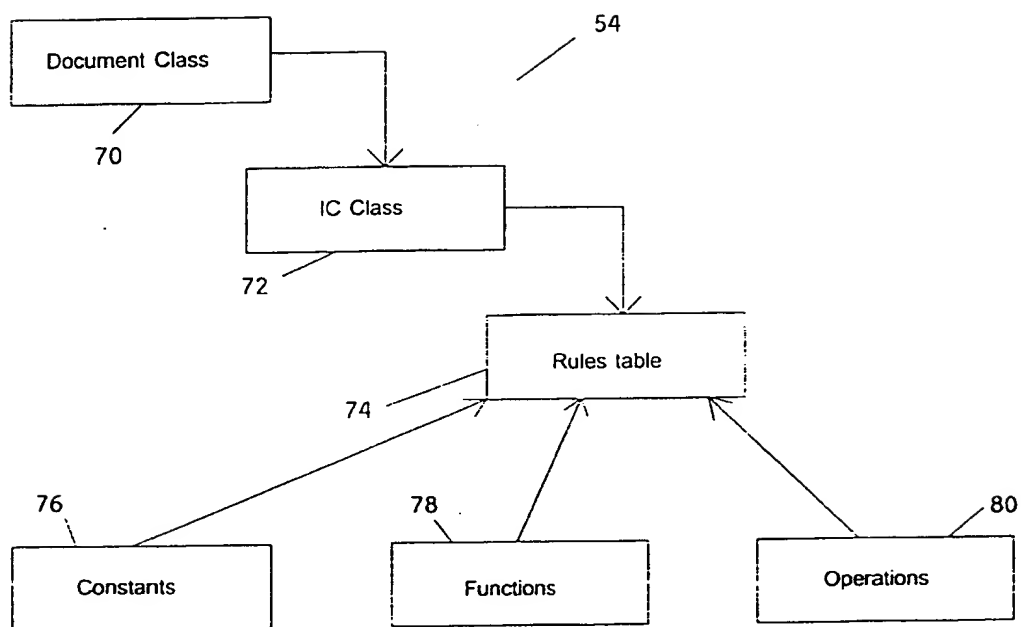 54
Document Class
70
IC Class
72
Rules table
74
76
78
80
Constants
Functions
Operations